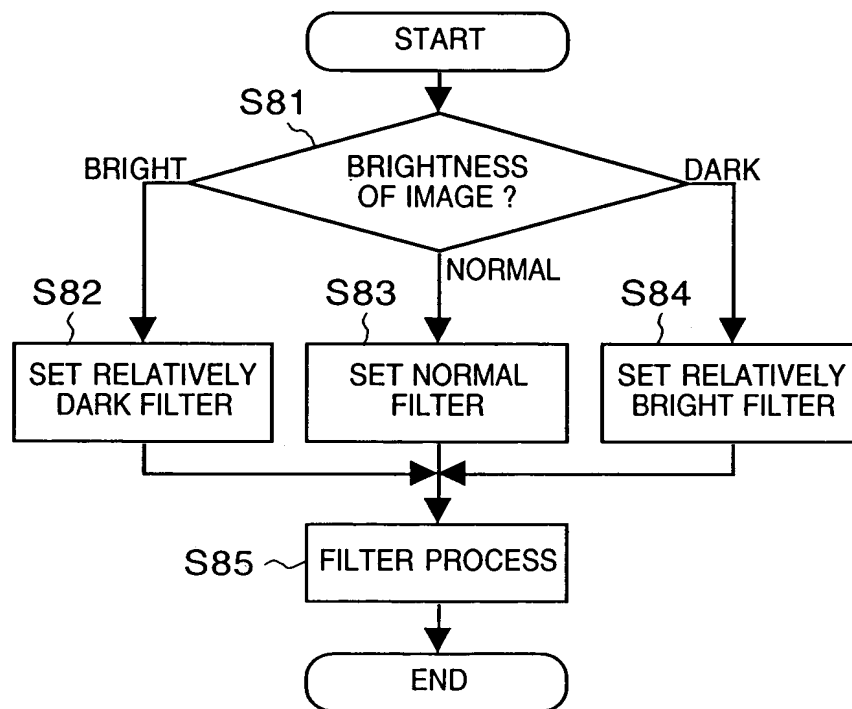 START
S81
BRIGHT
BRIGHTNESS
OF IMAGE ?
DARK
NORMAL
S82
S83
S84
SET RELATIVELY
DARK FILTER
SET NORMAL
FILTER
SET RELATIVELY
BRIGHT FILTER
S85
FILTER PROCESS
END